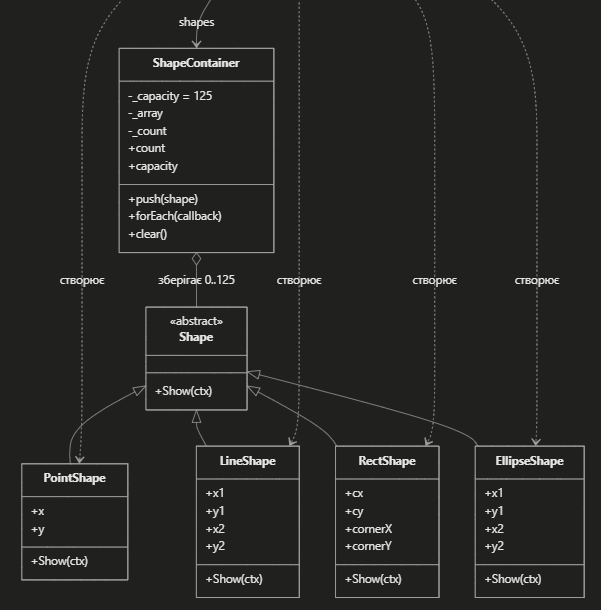 shapes
ShapeContainer
-_capacity = 125
-_array
-_count
+count
+capacity
+push(shape)
+forEach(callback)
+clear()
створює
зберігає 0..125
створює
створює
створює
«abstract»
Shape
+Show(ctx)
PointShape
+x
+y
+Show(ctx)
LineShape
+x1
+y1
+x2
+y2
+Show(ctx)
RectShape
+cx
+cy
+cornerX
+cornerY
+Show(ctx)
EllipseShape
+x1
+y1
+x2
+y2
+Show(ctx)